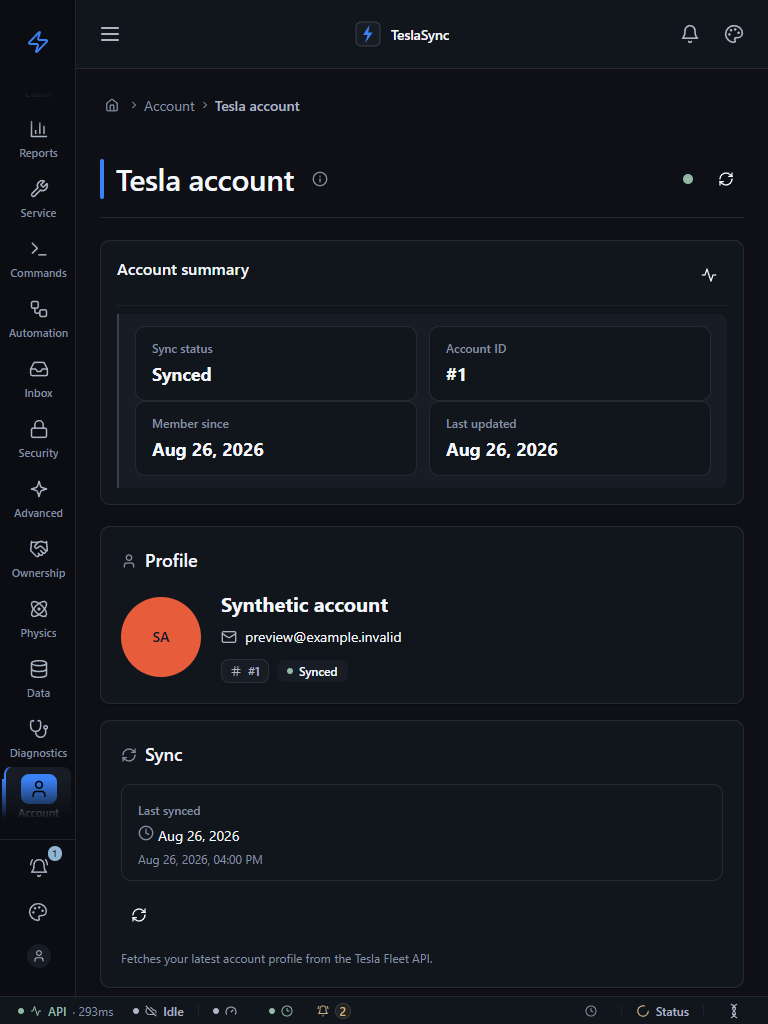 TeslaSync
Account
Tesla account
Reports
Service
Commands
Automation
Inbox
Security
Advanced
Ownership
Physics
Data
Diagnostics
Account
1
Tesla account
Account summary
Sync status
Synced
Account ID
#1
Member since
Aug 26, 2026
Last updated
Aug 26, 2026
Profile
SA
Synthetic account
preview@example.invalid
#1
Synced
Sync
Last synced
Aug 26, 2026
Aug 26, 2026, 04:00 PM
Fetches your latest account profile from the Tesla Fleet API.
API · 293ms
Idle
2
Status